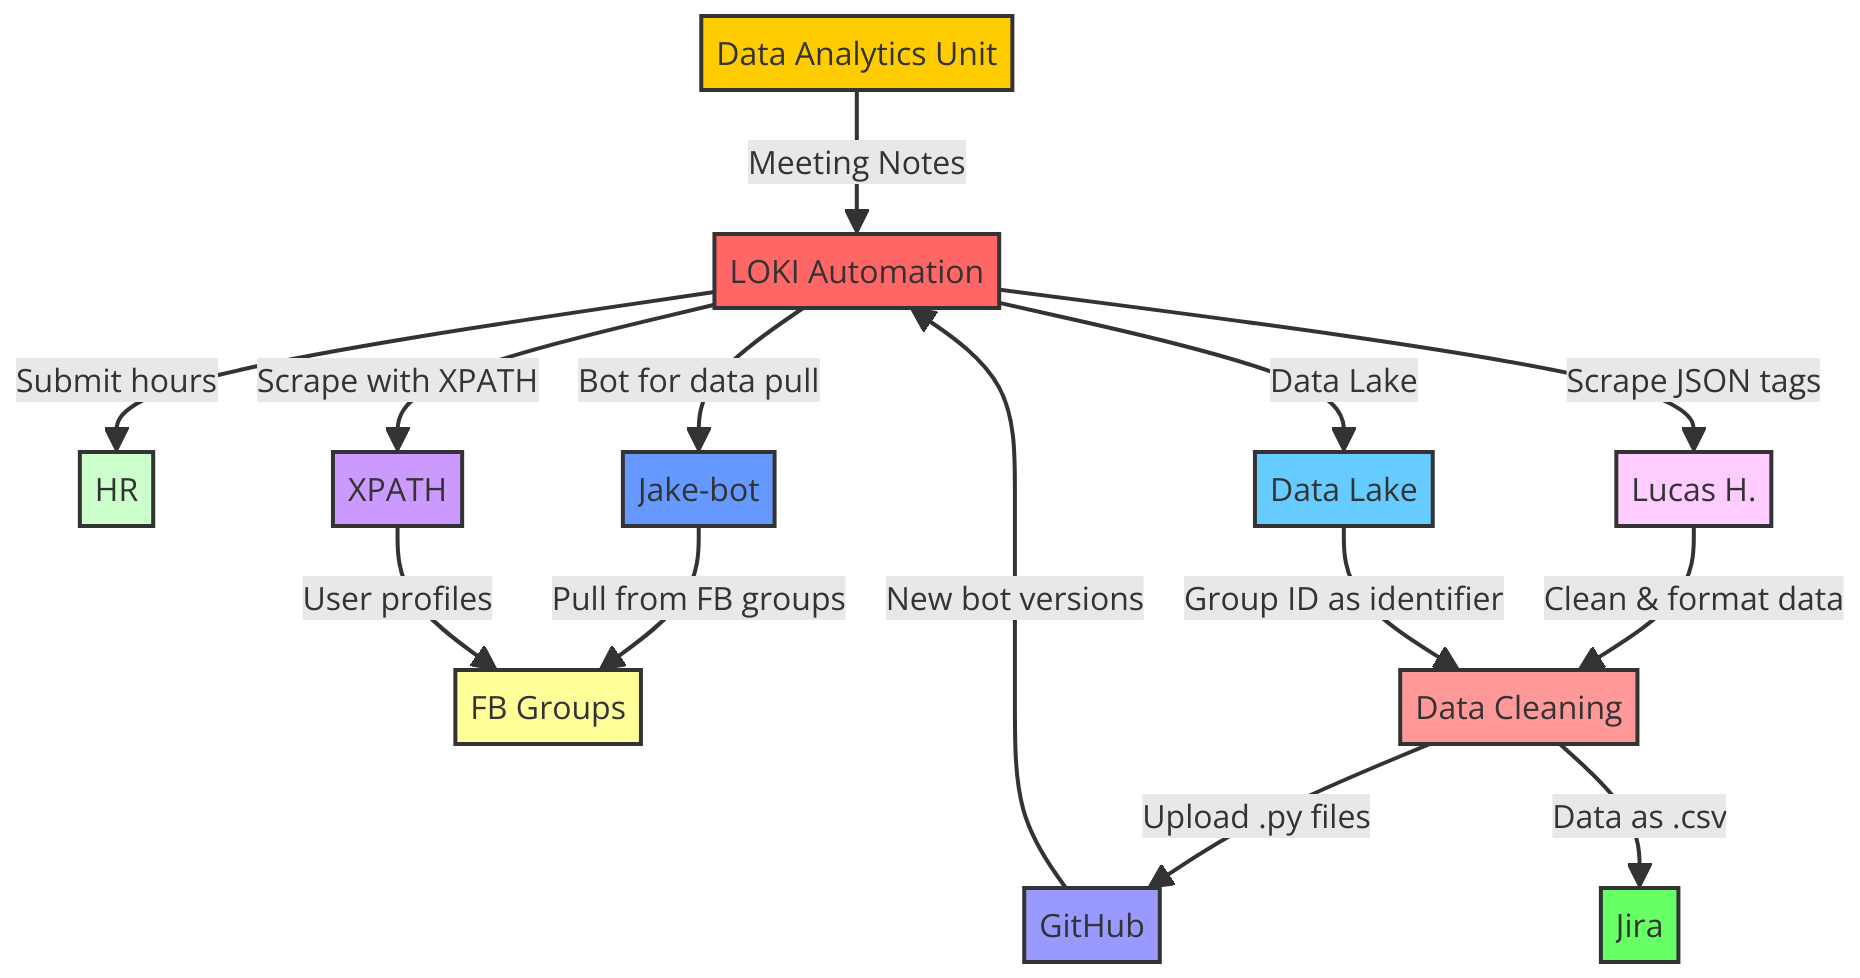 Data Analytics Unit
Meeting Notes
LOKI Automation
Submit hours
Scrape with XPATH
Bot for data pull
Data Lake
Scrape JSON tags
HR
XPATH
Jake-bot
Data Lake
Lucas H.
User profiles
Pull from FB groups
New bot versions
Group ID as identifier
Clean & format data
FB Groups
Data Cleaning
Upload .py files
Data as .csv
GitHub
Jira